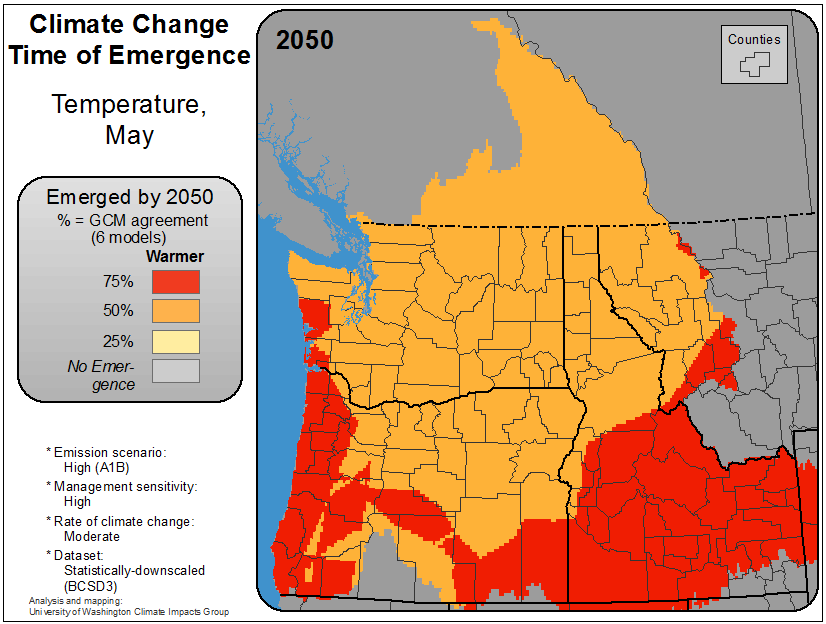 Climate Change
Time of Emergence
Temperature,
May
Emerged by 2050
% = GCM agreement
(6 models)
Warmer
75%
50%
25%
No Emer-
gence
* Emission scenario:
High (A1B)
* Management sensitivity:
High
* Rate of climate change:
Moderate
* Dataset:
Statistically-downscaled
(BCSD3)
Analysis and mapping:
University of Washington Climate Impacts Group
2050
Counties